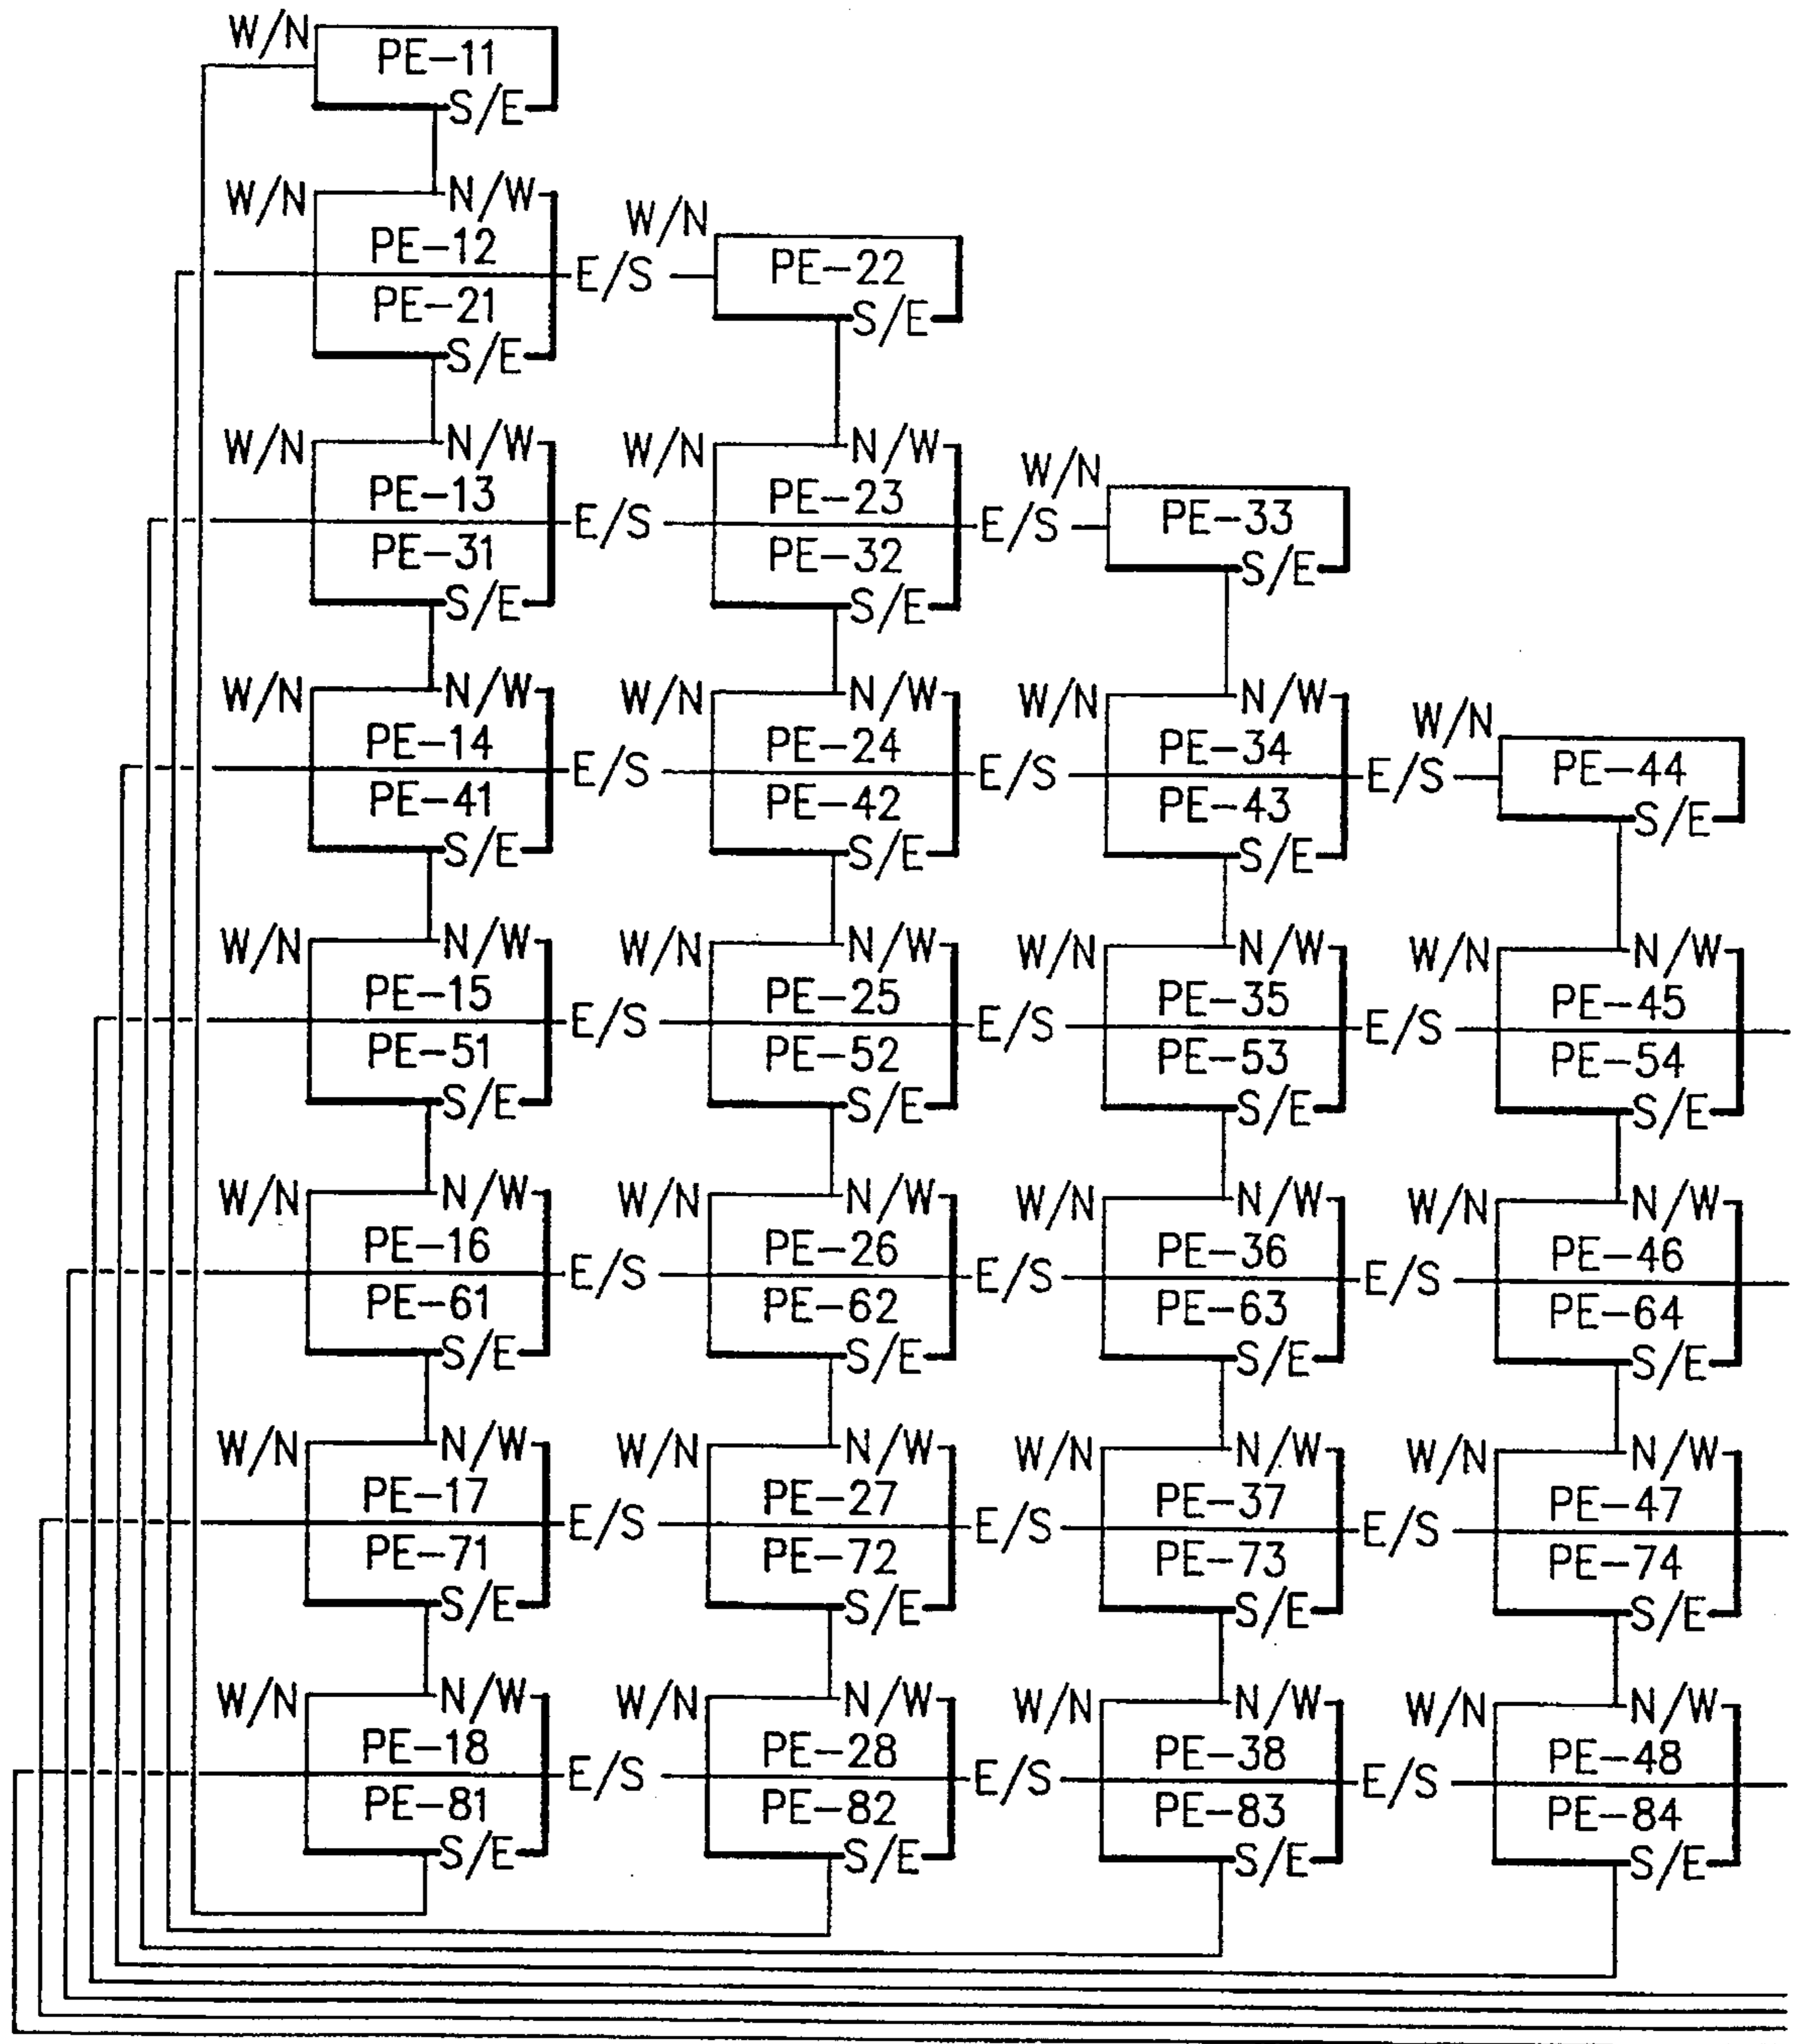 W/N
PE-11
S/E
W/N N/W
PE-12
E/S
PE-21
S/E
W/N
PE-22
S/E
W/N N/W
PE-13
E/S
PE-31
S/E
W/N N/W
PE-23
E/S
PE-32
S/E
W/N
PE-33
S/E
W/N N/W
PE-14
E/S
PE-41
S/E
W/N N/W
PE-24
E/S
PE-42
S/E
W/N N/W
PE-34
E/S
PE-43
S/E
W/N
PE-44
S/E
W/N N/W
PE-15
E/S
PE-51
S/E
W/N N/W
PE-25
E/S
PE-52
S/E
W/N N/W
PE-35
E/S
PE-53
S/E
W/N N/W
PE-45
PE-54
S/E
W/N N/W
PE-16
E/S
PE-61
S/E
W/N N/W
PE-26
E/S
PE-62
S/E
W/N N/W
PE-36
E/S
PE-63
S/E
W/N N/W
PE-46
PE-64
S/E
W/N N/W
PE-17
E/S
PE-71
S/E
W/N N/W
PE-27
E/S
PE-72
S/E
W/N N/W
PE-37
E/S
PE-73
S/E
W/N N/W
PE-47
PE-74
S/E
W/N N/W
PE-18
E/S
PE-81
S/E
W/N N/W
PE-28
E/S
PE-82
S/E
W/N N/W
PE-38
E/S
PE-83
S/E
W/N N/W
PE-48
PE-84
S/E